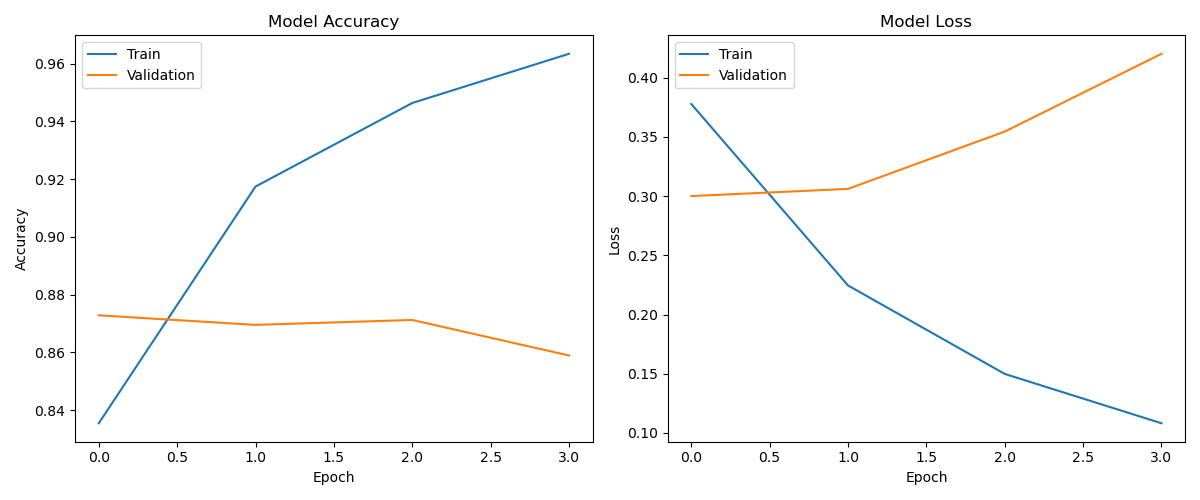 Model Accuracy
Train
Validation
0.96
0.94
0.92
0.90
0.88
0.86
0.84
Accuracy
0.0 0.5 1.0 1.5 2.0 2.5 3.0
Epoch
Model Loss
Train
Validation
0.40
0.35
0.30
0.25
0.20
0.15
0.10
Loss
0.0 0.5 1.0 1.5 2.0 2.5 3.0
Epoch